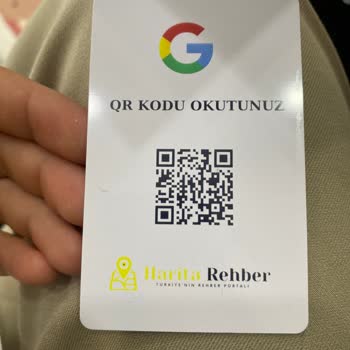 G
QR KODU OKUTUNUZ
Harita Rehber
TÜRKİYE'NİN REHBER PORTALI